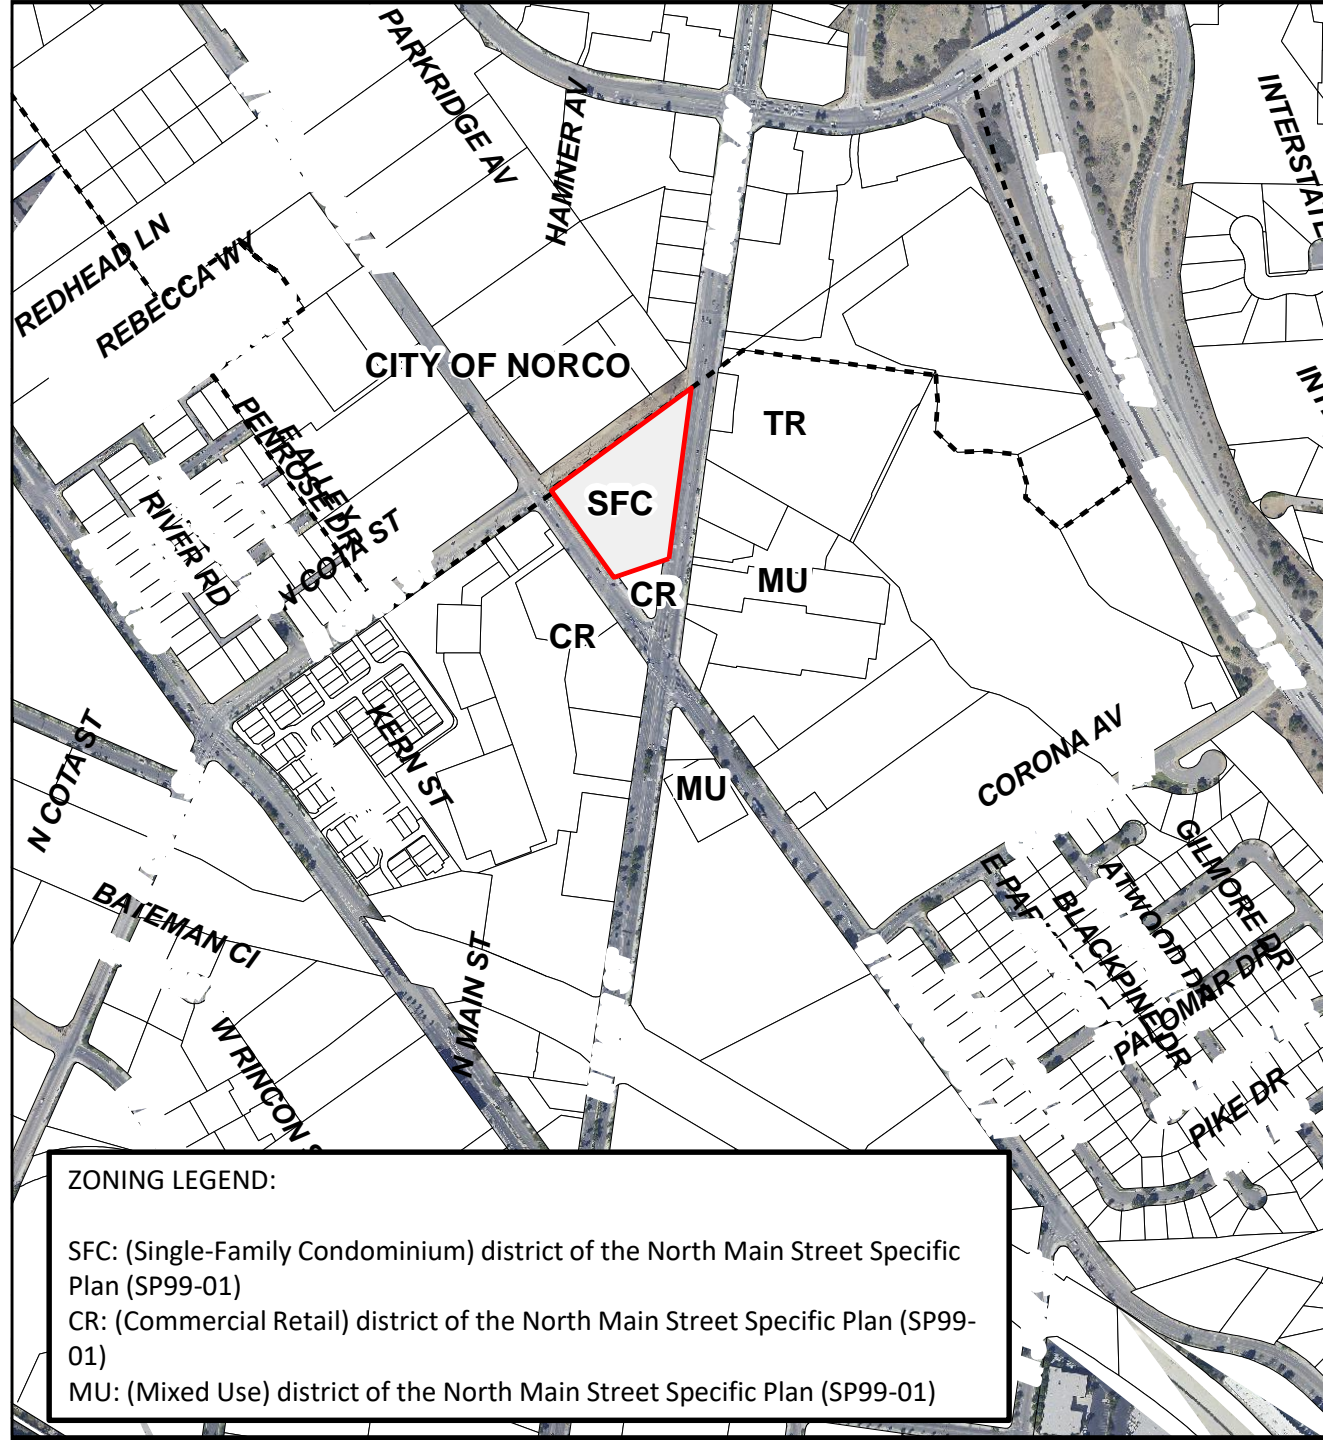 PARKRIDGE AV
HAMNER AV
INTERSTATE
REDHEAD LN
REBECCA WY
CITY OF NORCO
PENROSE DR
E ALLEY
TR
SFC
RIVER RD
COTA ST
MU
CR
CR
KERN ST
N COTA ST
CORONA AV
MU
GILMORE DR
ATWOOD DR
BLACKPINE DR
BATEMAN CI
N MAIN ST
PALOMAR DR
W RINCON
PIKE DR
ZONING LEGEND:
SFC: (Single-Family Condominium) district of the North Main Street Specific
Plan (SP99-01)
CR: (Commercial Retail) district of the North Main Street Specific Plan (SP99-
01)
MU: (Mixed Use) district of the North Main Street Specific Plan (SP99-01)